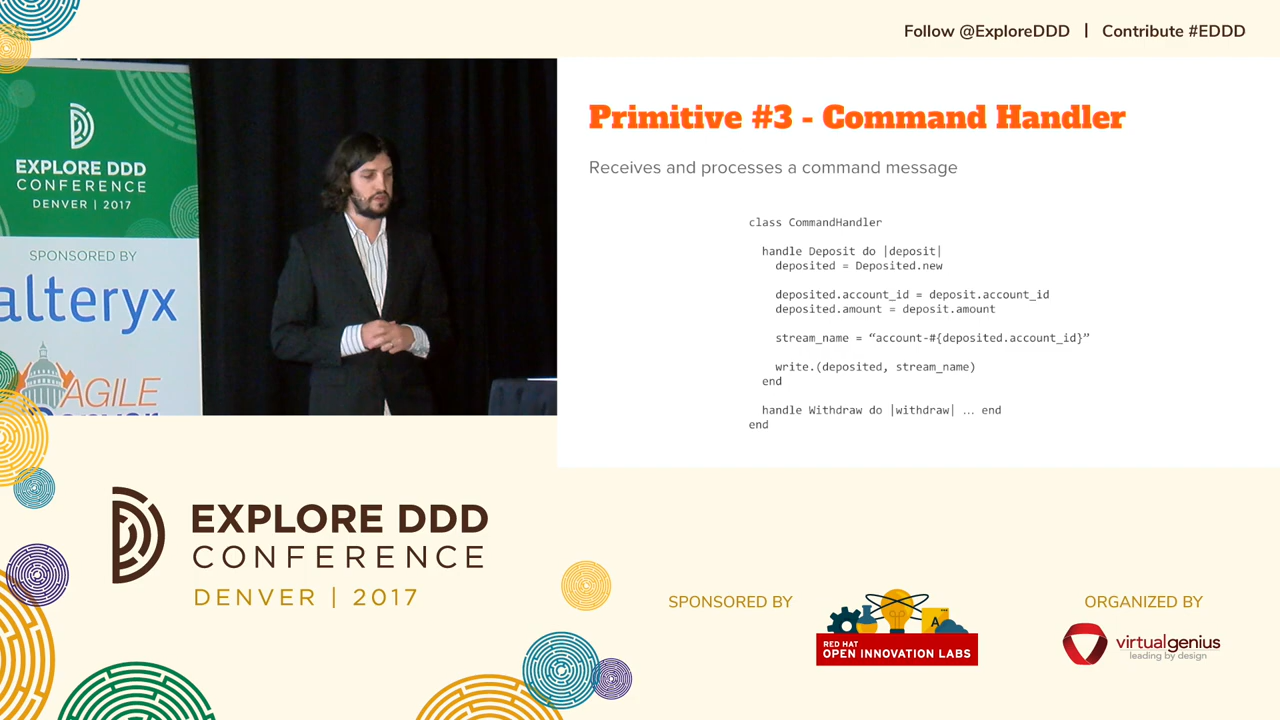 Follow @ExploreDDD | Contribute #EDDD
EXPLORE DDD
CONFERENCE
DENVER | 2017
SPONSORED BY
alteryx
AGILE
Denver
Primitive #3 - Command Handler
Receives and processes a command message
class CommandHandler
handle Deposit do |deposit|
deposited = Deposited.new
deposited.account_id = deposit.account_id
deposited.amount = deposit.amount
stream_name = “account-#{deposited.account_id}”
write.(deposited, stream_name)
end
handle Withdraw do |withdraw| … end
end
EXPLORE DDD
CONFERENCE
DENVER | 2017
SPONSORED BY
A
RED HAT
OPEN INNOVATION LABS
ORGANIZED BY
virtualgenius
leading by design